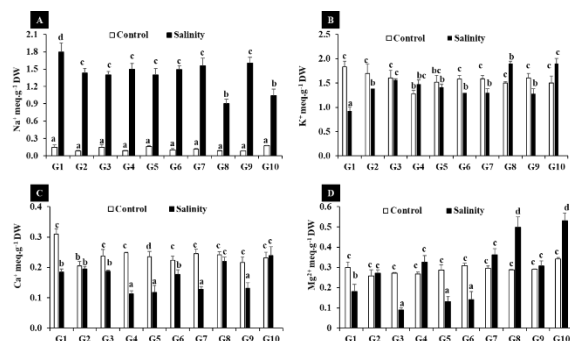 A
Control Salinity
Na⁺ meq.g⁻¹ DW
2.1
1.8
1.5
1.2
0.9
0.6
0.3
0.0
d c c c c c c b c b
a a a a a a a a a a
G1 G2 G3 G4 G5 G6 G7 G8 G9 G10
B
Control Salinity
K⁺ meq.g⁻¹ DW
2.5
2.0
1.5
1.0
0.5
0.0
c a c b c c b bc bc b c b c b c b c b c c
G1 G2 G3 G4 G5 G6 G7 G8 G9 G10
C
Control Salinity
Ca⁺ meq.g⁻¹ DW
0.4
0.3
0.2
0.1
0.0
c b b b c b c a d a c b c a c c c b c c
G1 G2 G3 G4 G5 G6 G7 G8 G9 G10
D
Control Salinity
Mg²⁺ meq.g⁻¹ DW
0.7
0.6
0.5
0.4
0.3
0.2
0.1
0
c b c c c a c c c a c a c c c d c c c d
G1 G2 G3 G4 G5 G6 G7 G8 G9 G10